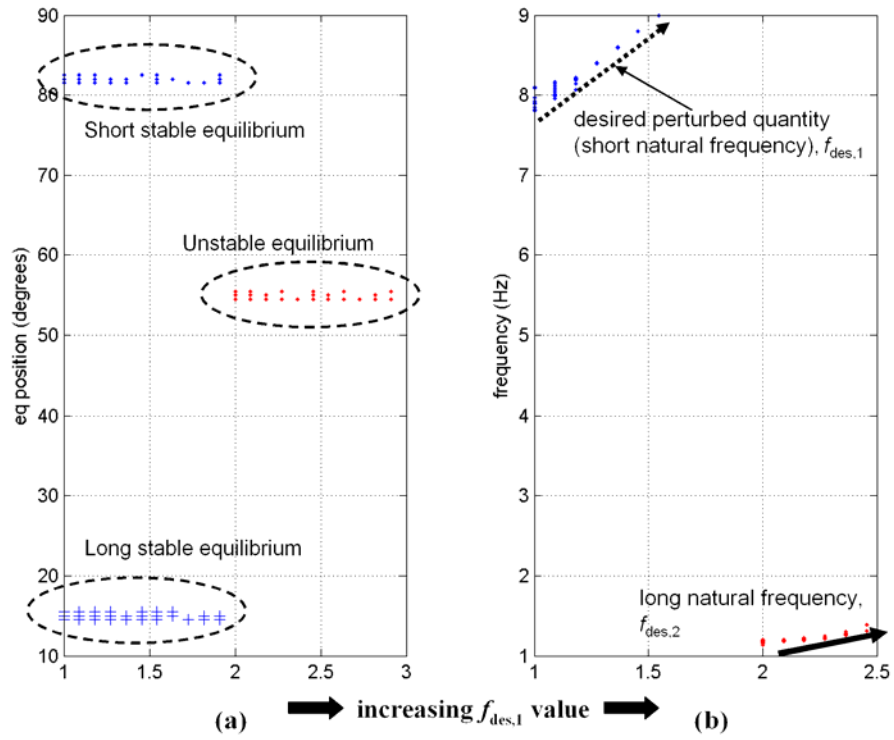 90
80
70
60
50
40
30
20
10
1
1.5
2
2.5
3
eq position (degrees)
Short stable equilibrium
Unstable equilibrium
Long stable equilibrium
9
8
7
6
5
4
3
2
1
1
1.5
2
2.5
frequency (Hz)
desired perturbed quantity
(short natural frequency), f des,1
long natural frequency,
f des,2
(a)
increasing f des,1 value
(b)